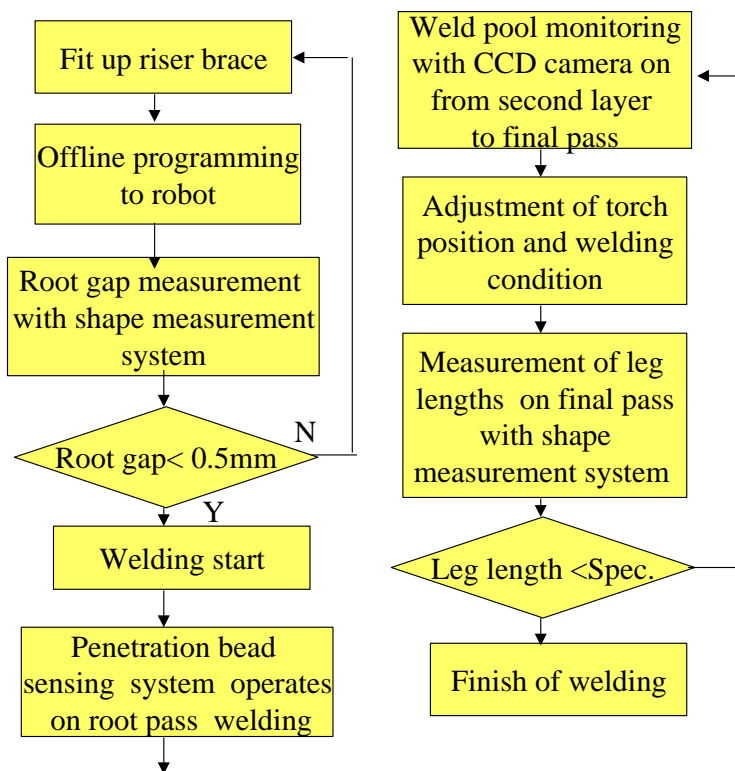 Fit up riser brace
Offline programming
to robot
Root gap measurement
with shape measurement
system
N
Root gap< 0.5mm
Y
Welding start
Penetration bead
sensing system operates
on root pass welding
Weld pool monitoring
with CCD camera on
from second layer
to final pass
Adjustment of torch
position and welding
condition
Measurement of leg
lengths on final pass
with shape
measurement system
Leg length <Spec.
Finish of welding